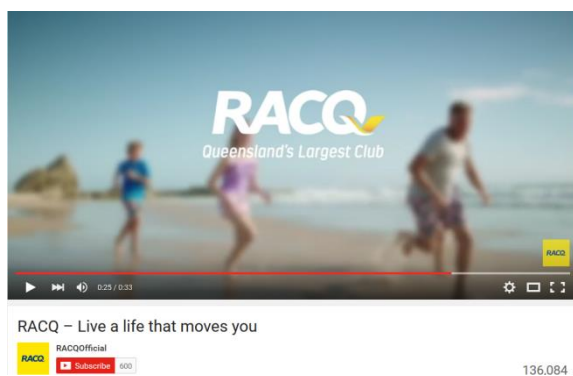 RACQ
Queensland's Largest Club
RACQ
0:25 / 0:33
RACQ – Live a life that moves you
RACQOfficial
RACQ
Subscribe 600
136,084